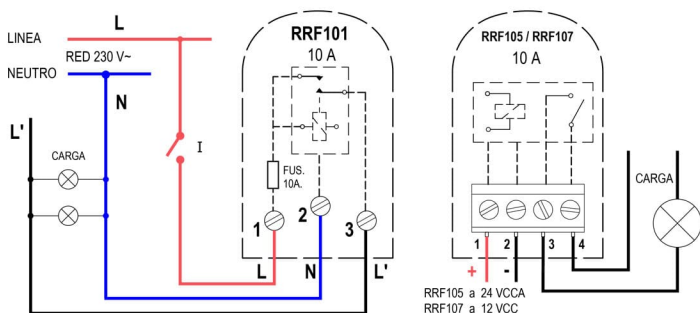 LINEA
L
RED 230 V~
NEUTRO
N
L'
CARGA
I
RRF101
10 A
FUS.
10A.
1
2
3
L
N
L'
RRF105 / RRF107
10 A
CARGA
1
2
3
4
+
-
RRF105 a 24 VCCA
RRF107 a 12 VCC